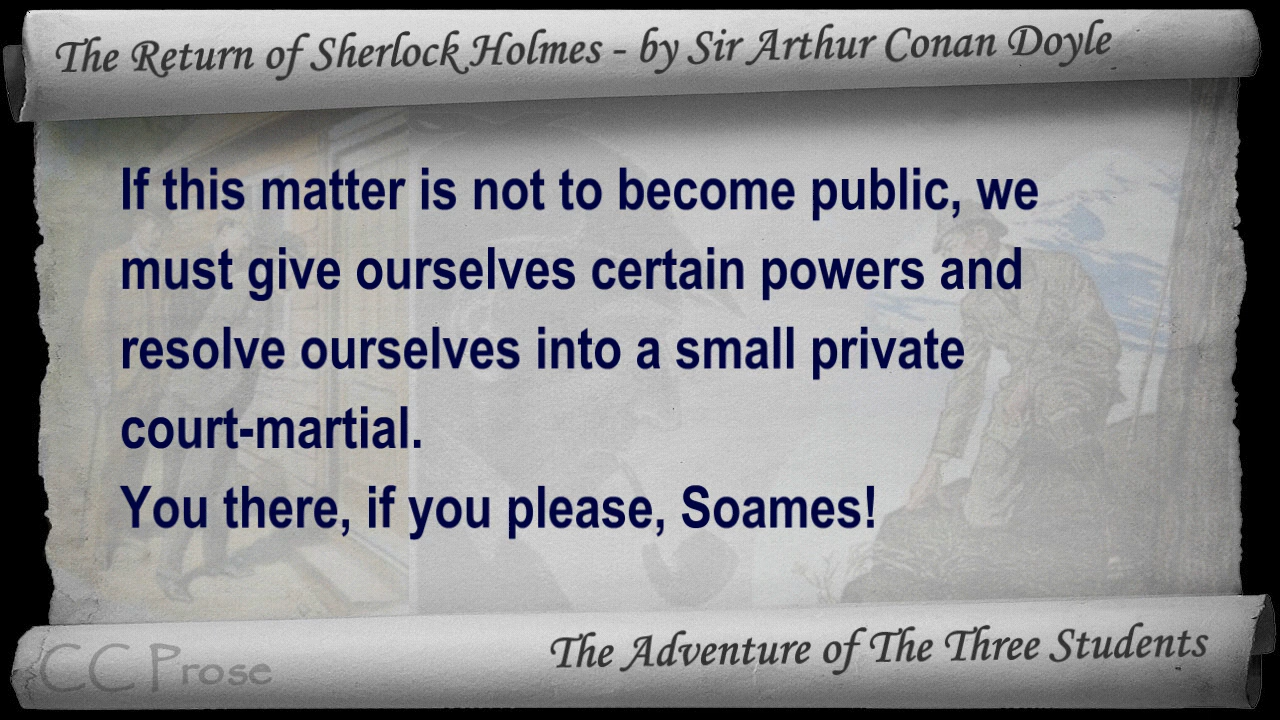 The Return of Sherlock Holmes - by Sir Arthur Conan Doyle
If this matter is not to become public, we
must give ourselves certain powers and
resolve ourselves into a small private
court-martial.
You there, if you please, Soames!
CC Prose
The Adventure of The Three Students